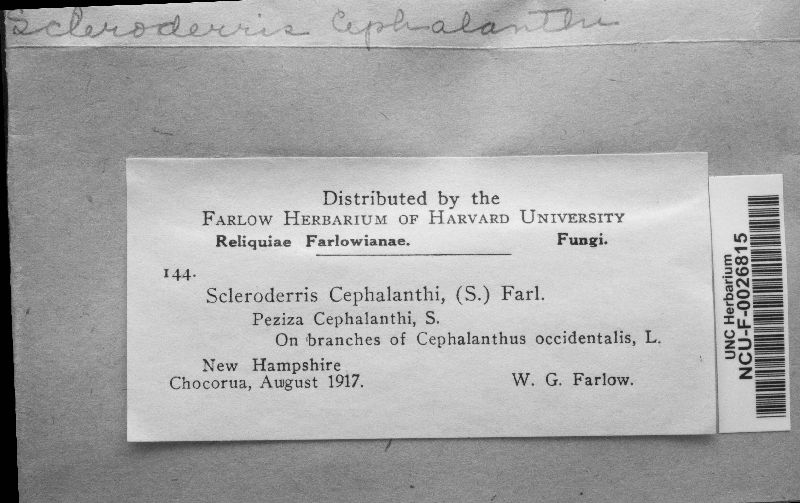 Scleroderris Cephalanthi
Distributed by the
FARLOW HERBARIUM OF HARVARD UNIVERSITY
Reliquiae Farlowianae. Fungi.
144.
Scleroderris Cephalanthi, (S.) Farl.
Peziza Cephalanthi, S.
On branches of Cephalanthus occidentalis, L.
New Hampshire
Chocorua, August 1917. W. G. Farlow.
UNC Herbarium
NCU-F-0026815